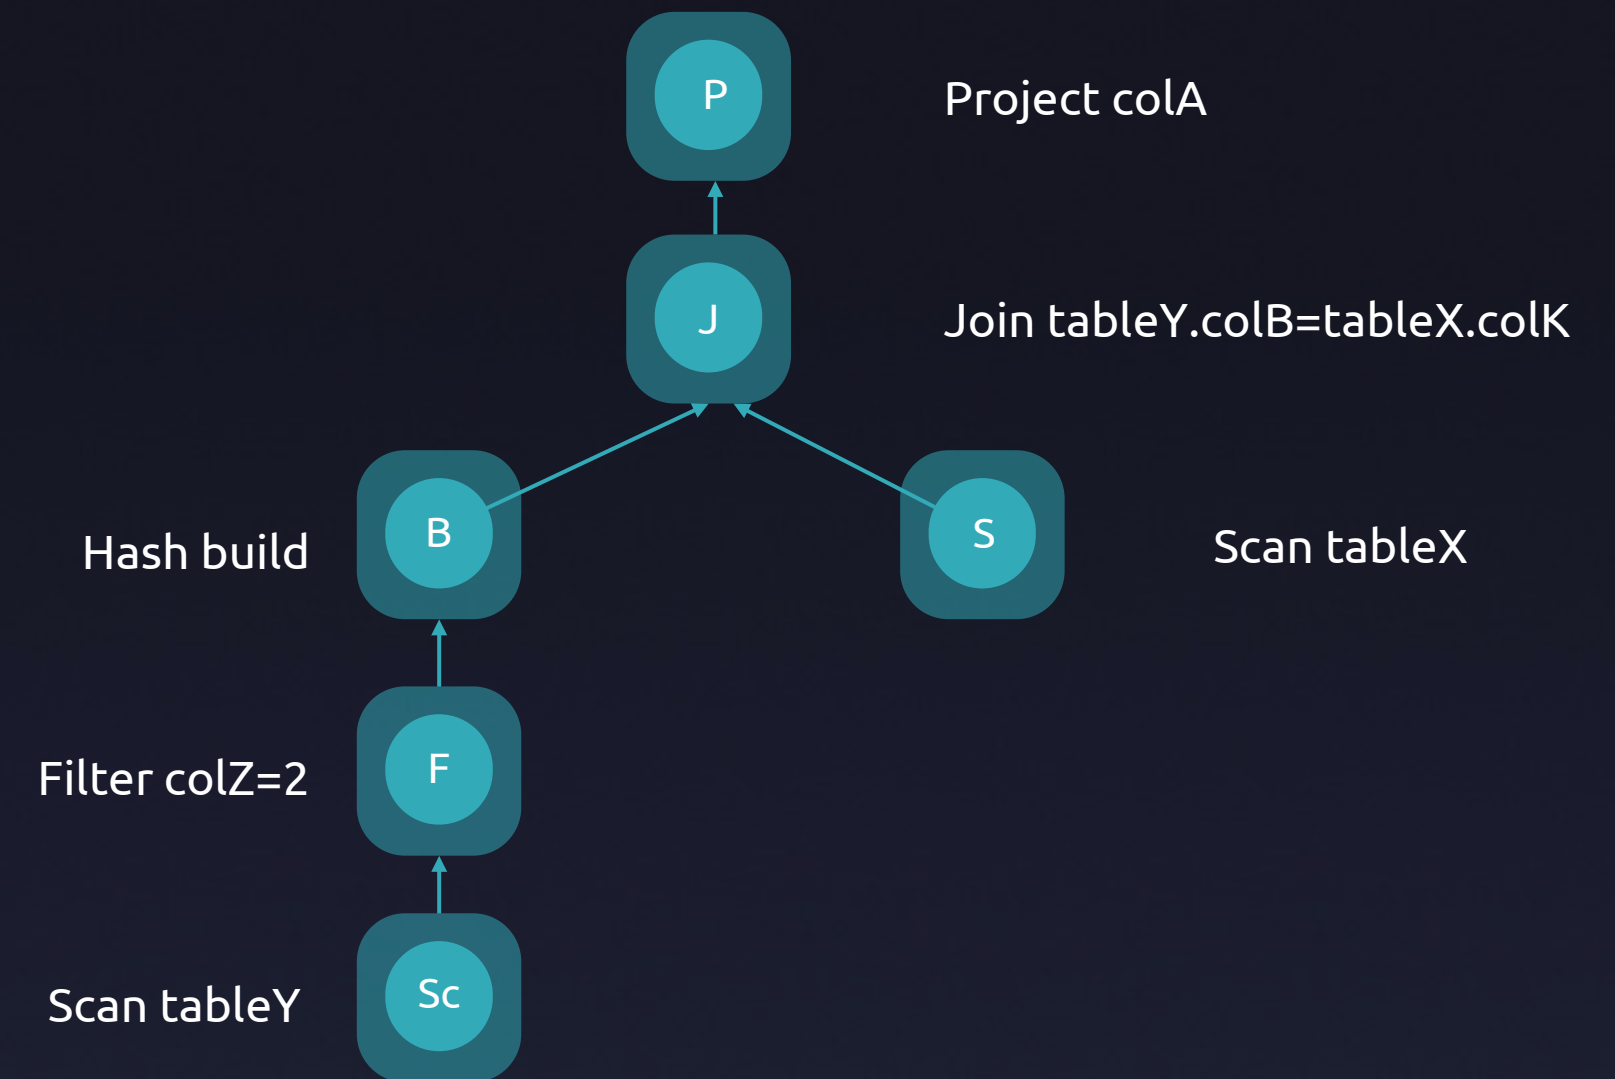 P
Project colA
J
Join tableY.colB=tableX.colK
Hash build
B
S
Scan tableX
Filter colZ=2
F
Scan tableY
Sc